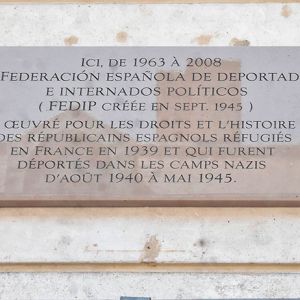 Ici, de 1963 à 2008
Federación española de deportad
e internados políticos
( FEDIP créée en sept. 1945 )
œuvré pour les droits et l'histoire
des républicains espagnols réfugiés
en France en 1939 et qui furent
déportés dans les camps nazis
d'août 1940 à mai 1945.